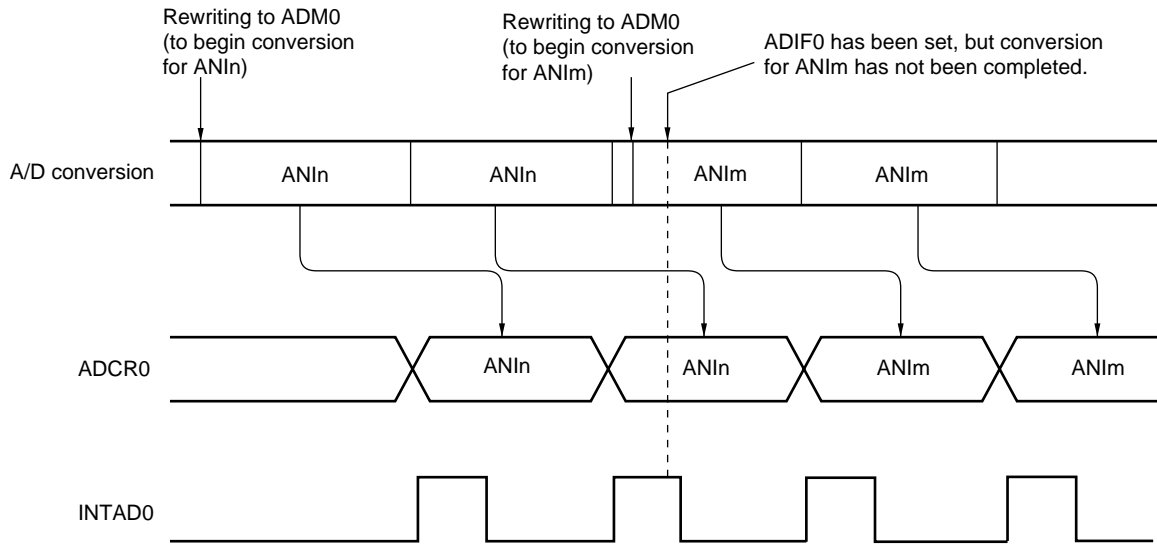 Rewriting to ADM0
(to begin conversion
for ANIn)
Rewriting to ADM0
(to begin conversion
for ANIm)
ADIF0 has been set, but conversion
for ANIm has not been completed.
A/D conversion
ANIn
ANIn
ANIm
ANIm
ADCR0
ANIn
ANIn
ANIm
ANIm
INTAD0